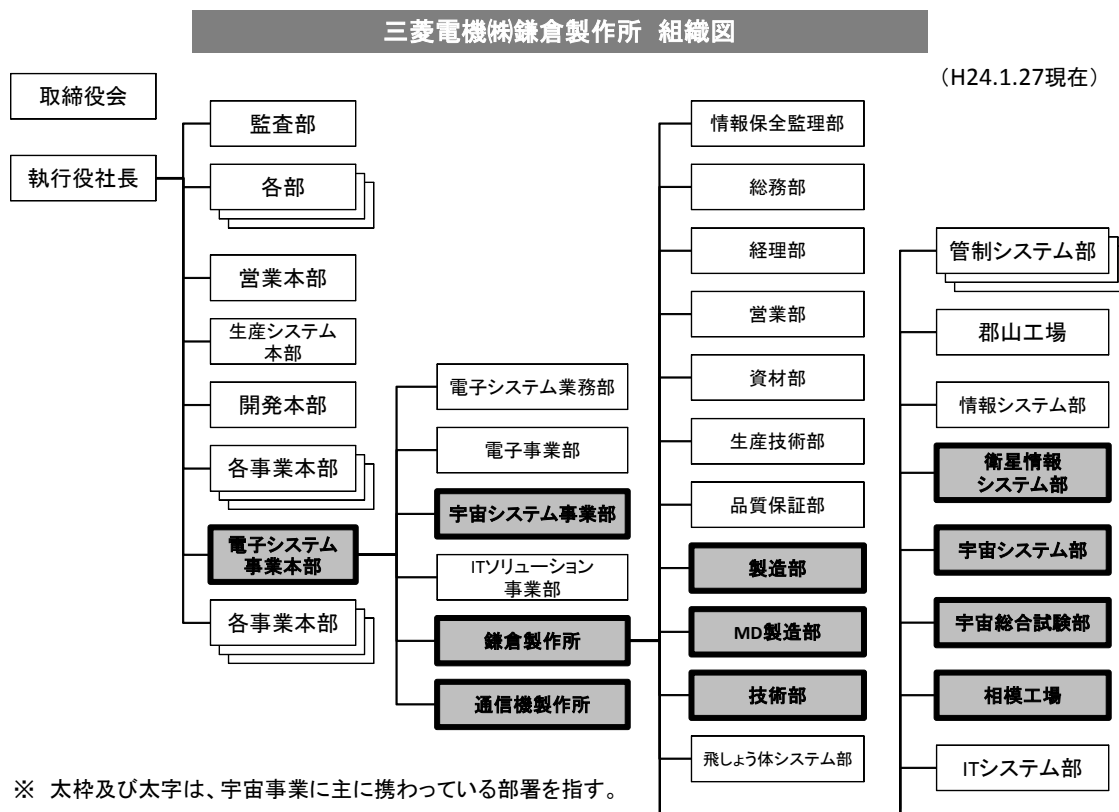 三菱電機㈱鎌倉製作所 組織図
(H24.1.27現在)
取締役会
執行役社長
監査部
各部
営業本部
生産システム
本部
開発本部
各事業本部
電子システム
事業本部
各事業本部
電子システム業務部
電子事業部
宇宙システム事業部
ITソリューション
事業部
鎌倉製作所
通信機製作所
情報保全監理部
総務部
経理部
営業部
資材部
生産技術部
品質保証部
製造部
MD製造部
技術部
飛しょう体システム部
管制システム部
郡山工場
情報システム部
衛星情報
システム部
宇宙システム部
宇宙総合試験部
相模工場
ITシステム部
※ 太枠及び太字は、宇宙事業に主に携わっている部署を指す。